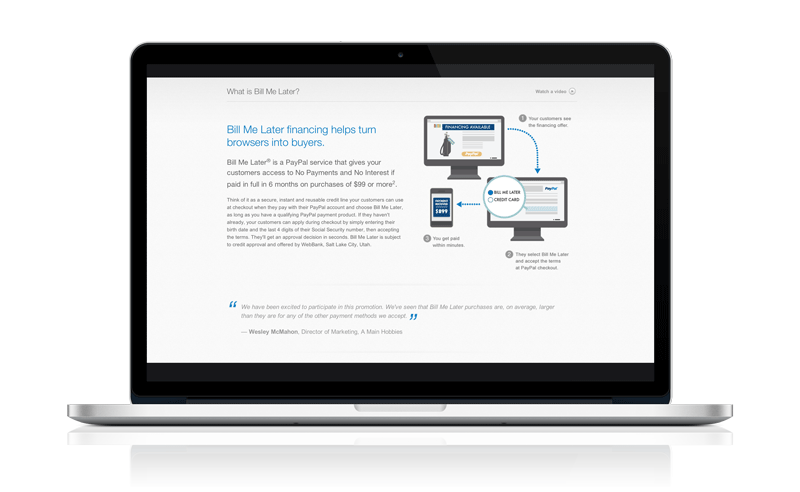 What is Bill Me Later?
Watch a video
Bill Me Later financing helps turn
browsers into buyers.
Bill Me Later® is a PayPal service that gives your
customers access to No Payments and No Interest if
paid in full in 6 months on purchases of $99 or more².
Think of it as a secure, instant and reusable credit line your customers can use
at checkout when they pay with their PayPal account and choose Bill Me Later,
as long as you have a qualifying PayPal payment product. If they haven't
already, your customers can apply during checkout by simply entering their
birth date and the last 4 digits of their Social Security number, then accepting
the terms. They'll get an approval decision in seconds. Bill Me Later is subject
to credit approval and offered by WebBank, Salt Lake City, Utah.
FINANCING AVAILABLE
PayPal
1 Your customers see
the financing offer.
BILL ME LATER
CREDIT CARD
PayPal
PAYMENT
RECEIVED
$899
3 You get paid
within minutes.
2 They select Bill Me Later
and accept the terms
at PayPal checkout.
“ We have been excited to participate in this promotion. We've seen that Bill Me Later purchases are, on average, larger
than they are for any of the other payment methods we accept. ”
— Wesley McMahon, Director of Marketing, A Main Hobbies